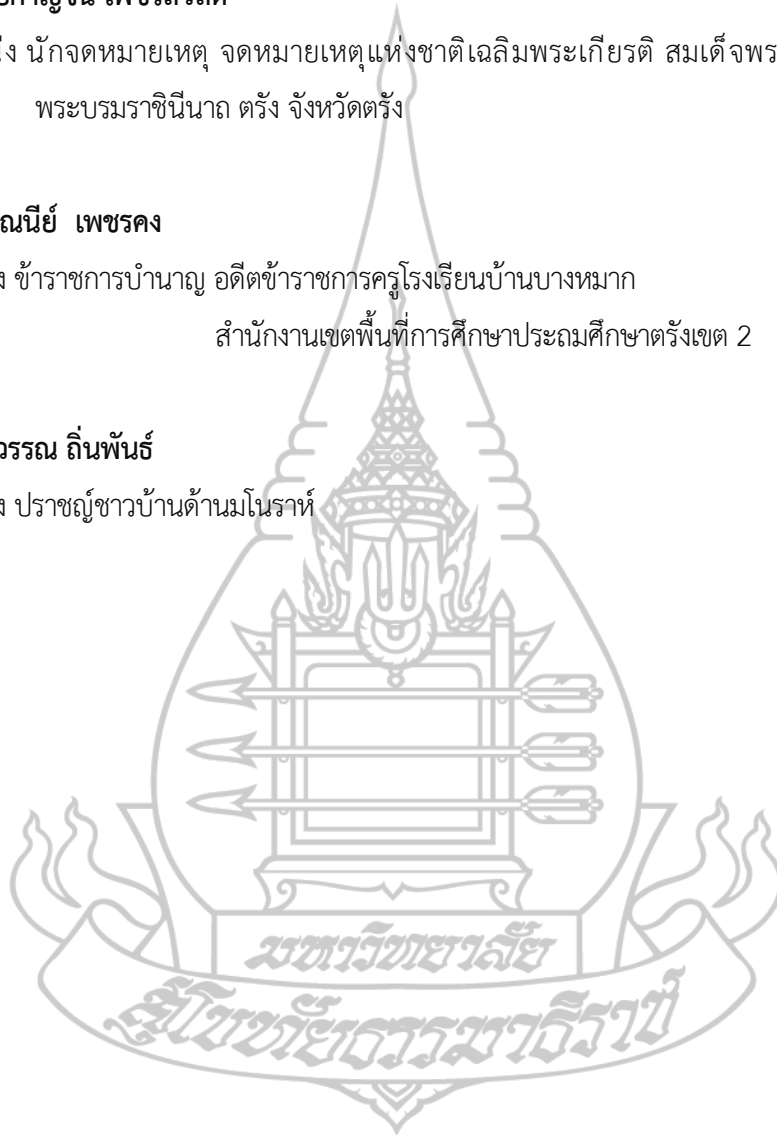 นักจดหมายเหตุ จดหมายเหตุแห่งชาติเฉลิมพระเกียรติ สมเด็จพร
พระบรมราชินีนาถ ตรัง จังหวัดตรัง
ณนีย์ เพชรคง
ง ข้าราชการบำนาญ อดีตข้าราชการครูโรงเรียนบ้านบางหมาก
สำนักงานเขตพื้นที่การศึกษาประถมศึกษาตรังเขต 2
วรรณ ถิ่นพันธ์
ง ปราชญ์ชาวบ้านด้านมโนราห์
มหาวิทยาลัย
สุโขทัยธรรมาธิราช